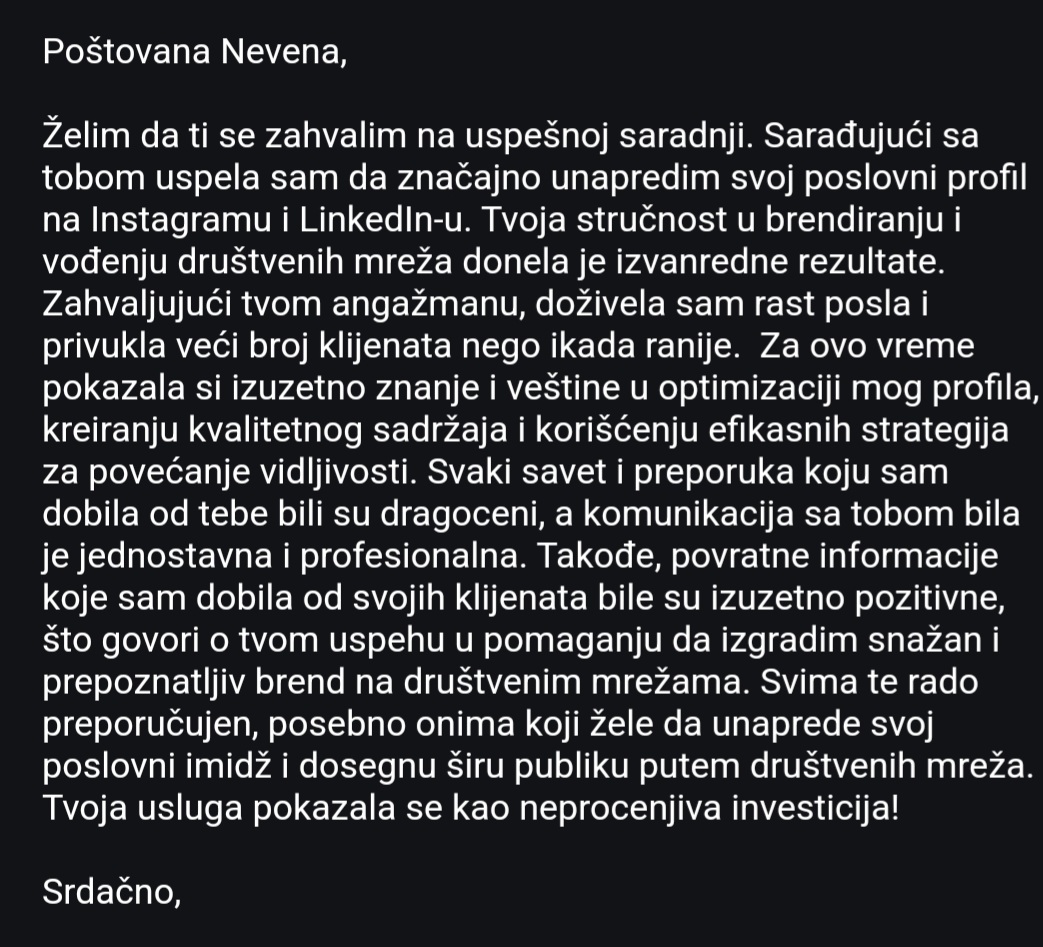 Poštovana Nevena,
Želim da ti se zahvalim na uspešnoj saradnji. Sarađujući sa
tobom uspela sam da značajno unapredim svoj poslovni profil
na Instagramu i LinkedIn-u. Tvoja stručnost u brendiranju i
vođenju društvenih mreža donela je izvanredne rezultate.
Zahvaljujući tvom angažmanu, doživela sam rast posla i
privukla veći broj klijenata nego ikada ranije.  Za ovo vreme
pokazala si izuzetno znanje i veštine u optimizaciji mog profila,
kreiranju kvalitetnog sadržaja i korišćenju efikasnih strategija
za povećanje vidljivosti. Svaki savet i preporuka koju sam
dobila od tebe bili su dragoceni, a komunikacija sa tobom bila
je jednostavna i profesionalna. Takođe, povratne informacije
koje sam dobila od svojih klijenata bile su izuzetno pozitivne,
što govori o tvom uspehu u pomaganju da izgradim snažan i
prepoznatljiv brend na društvenim mrežama. Svima te rado
preporučujen, posebno onima koji žele da unaprede svoj
poslovni imidž i dosegnu širu publiku putem društvenih mreža.
Tvoja usluga pokazala se kao neprocenjiva investicija!
Srdačno,